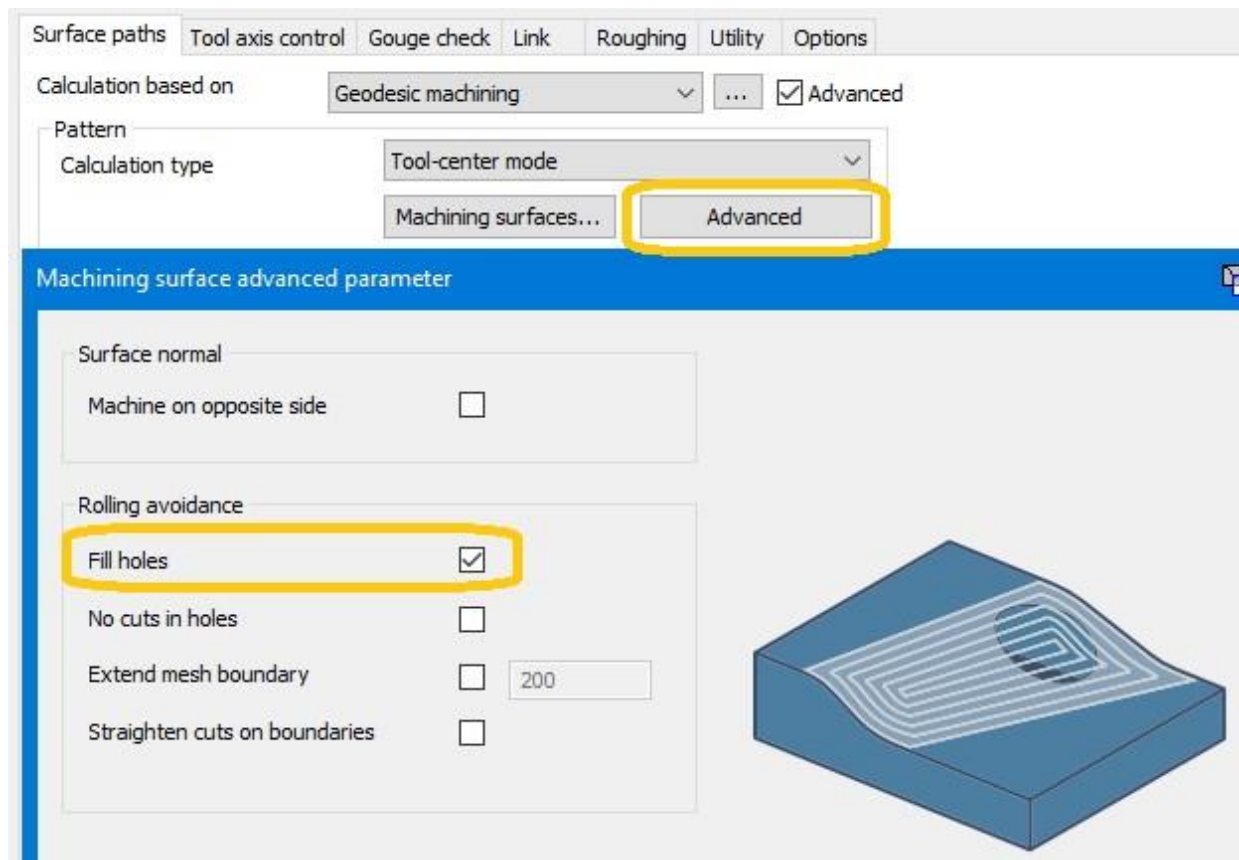 Surface paths Tool axis control Gouge check Link Roughing Utility Options
Calculation based on Geodesic machining ... Advanced
Pattern
Calculation type Tool-center mode
Machining surfaces... Advanced
Machining surface advanced parameter
Surface normal
Machine on opposite side
Rolling avoidance
Fill holes
No cuts in holes
Extend mesh boundary 200
Straighten cuts on boundaries